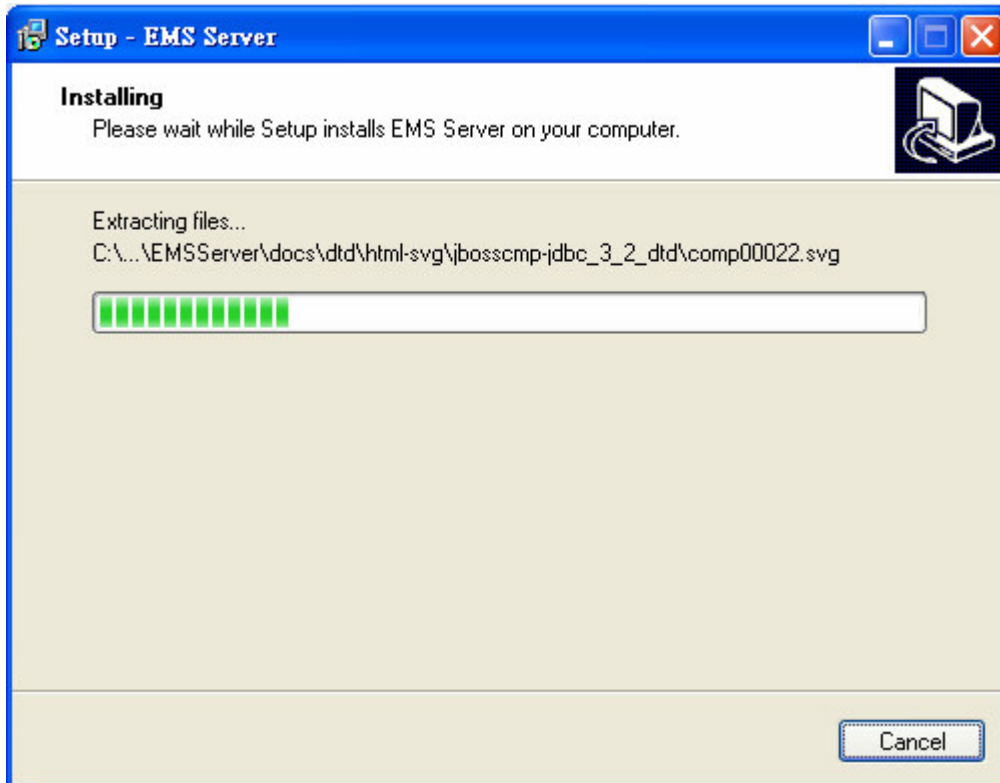 Setup - EMS Server
Installing
Please wait while Setup installs EMS Server on your computer.
Extracting files...
C:\...\EMSServer\docs\dtd\html-svg\jbosscmp-jdbc_3_2_dtd\comp00022.svg
Cancel